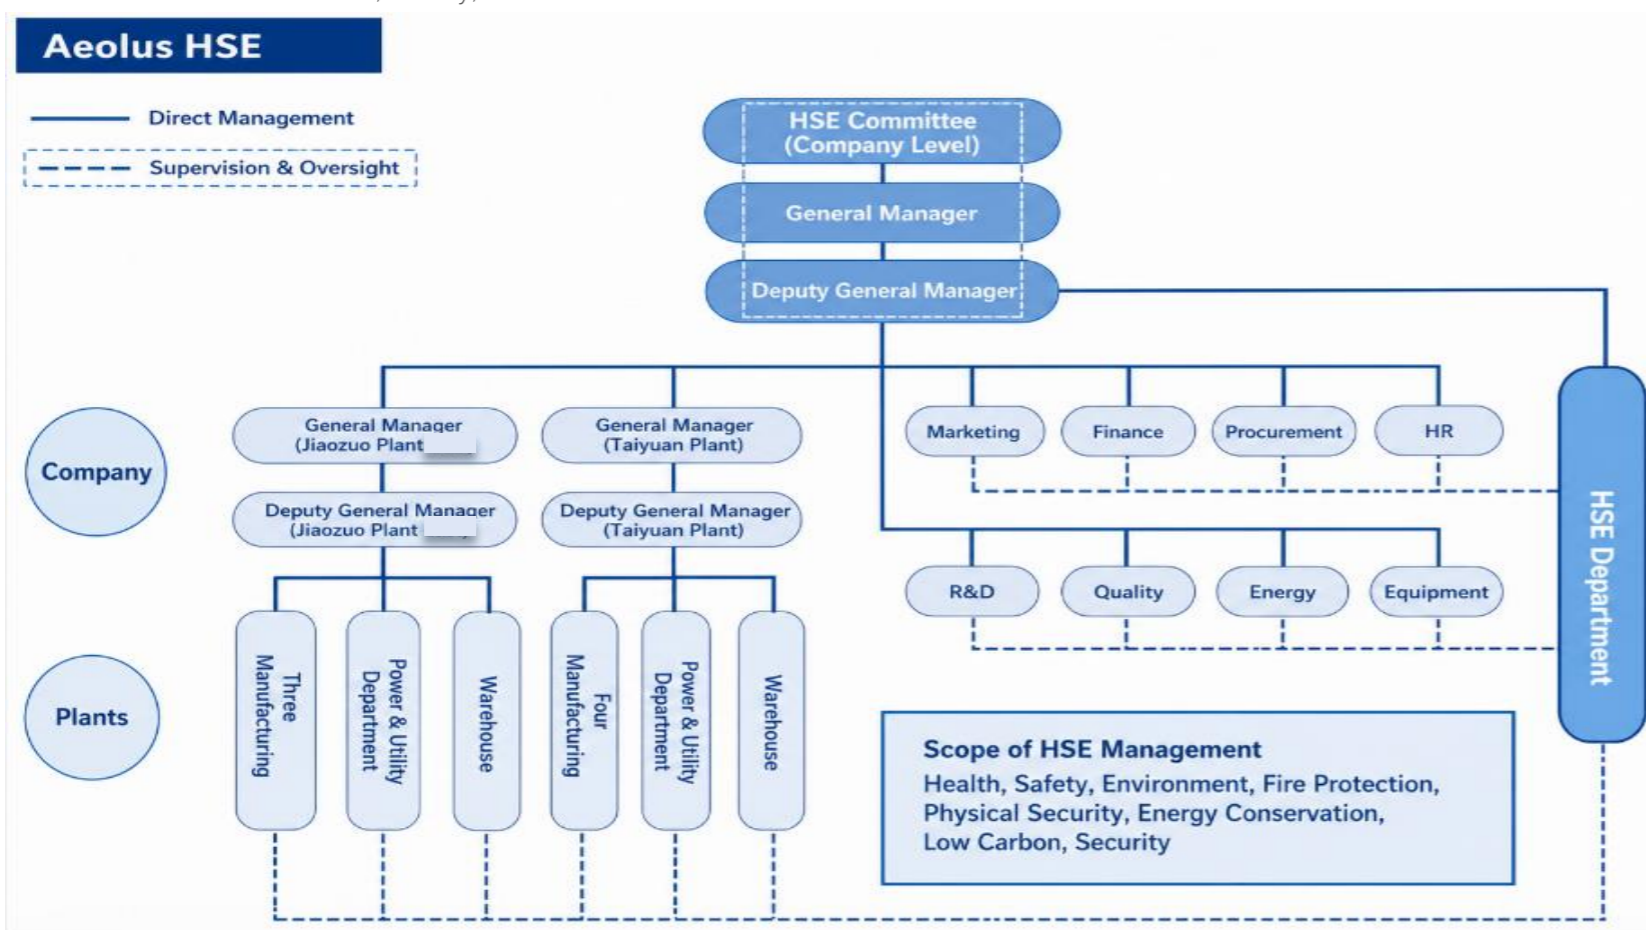 Aeolus HSE
Direct Management
Supervision & Oversight
HSE Committee
(Company Level)
General Manager
Deputy General Manager
Company
General Manager
(Jiaozuo Plant
General Manager
(Taiyuan Plant)
Marketing
Finance
Procurement
HR
Deputy General Manager
(Jiaozuo Plant
Deputy General Manager
(Taiyuan Plant)
R&D
Quality
Energy
Equipment
HSE Department
Plants
Three
Manufacturing
Power & Utility
Department
Warehouse
Four
Manufacturing
Power & Utility
Department
Warehouse
Scope of HSE Management
Health, Safety, Environment, Fire Protection,
Physical Security, Energy Conservation,
Low Carbon, Security